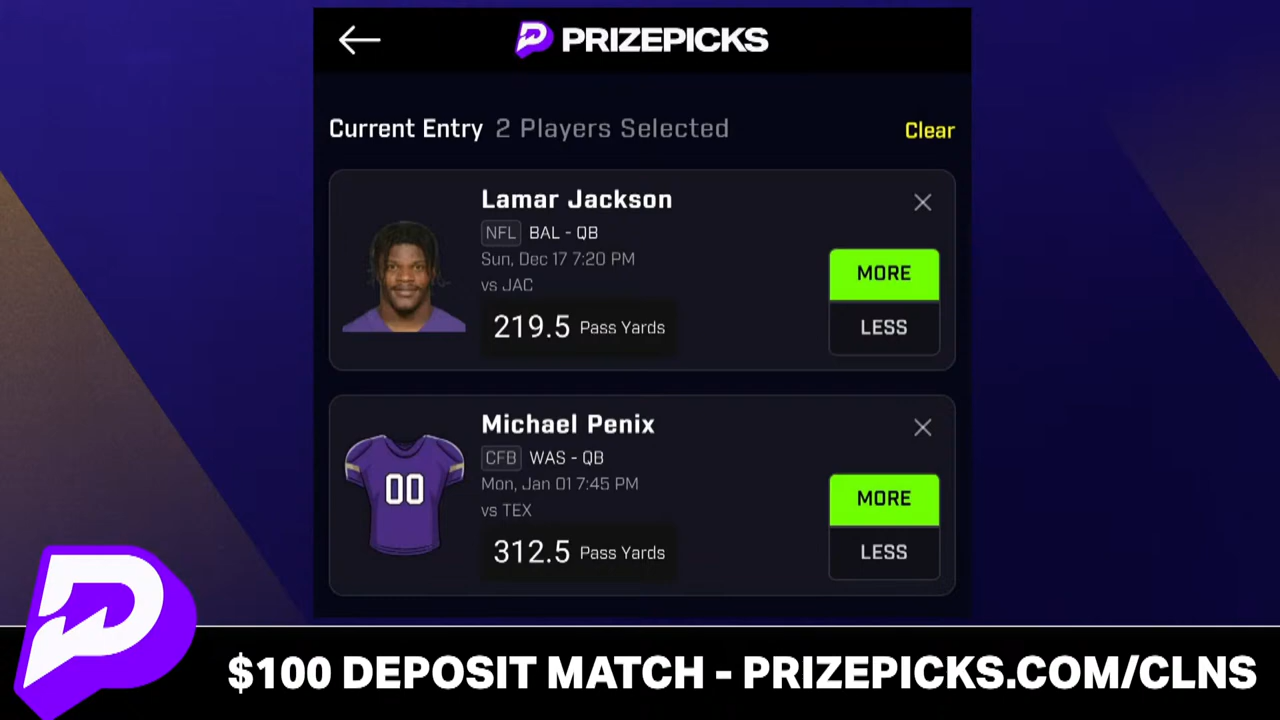 PRIZEPICKS
Current Entry 2 Players Selected
Clear
Lamar Jackson
NFL BAL - QB
Sun, Dec 17 7:20 PM
vs JAC
219.5 Pass Yards
MORE
LESS
Michael Penix
CFB WAS - QB
Mon, Jan 01 7:45 PM
vs TEX
312.5 Pass Yards
MORE
LESS
00
$100 DEPOSIT MATCH - PRIZEPICKS.COM/CLNS